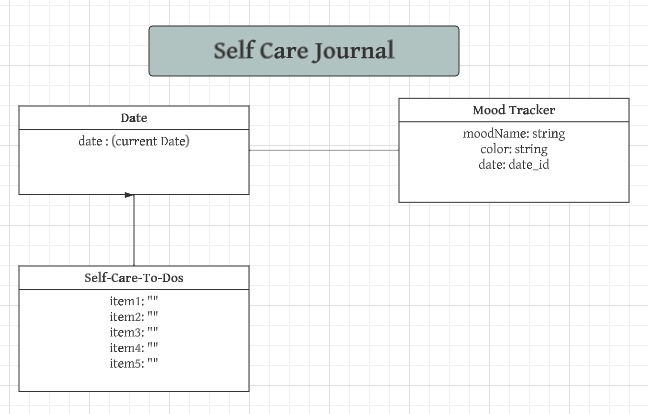 Self Care Journal
Date
date : (current Date)
Mood Tracker
moodName: string
color: string
date: date_id
Self-Care-To-Dos
item1: ""
item2: ""
item3: ""
item4: ""
item5: ""